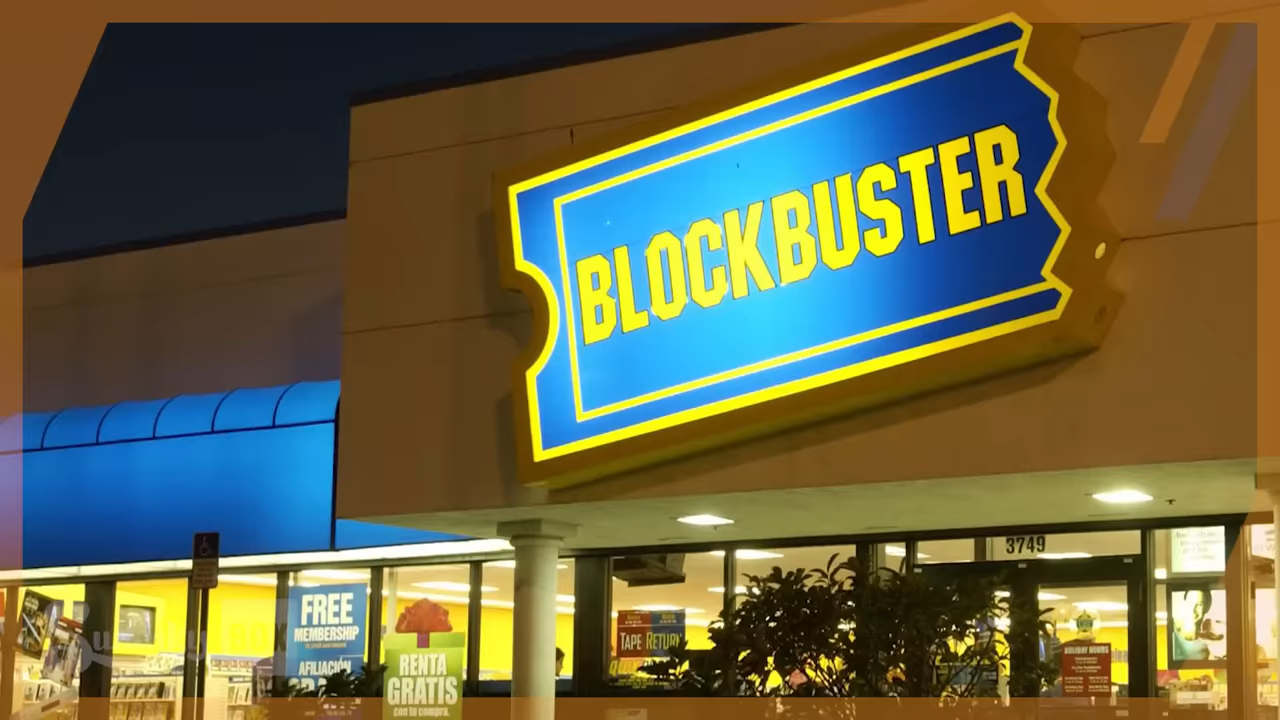 BLOCKBUSTER
3749
FREE
MEMBERSHIP
AFILIACIÓN
RENTA
GRATIS
con tu compra.
TAPE RETURN
HOLIDAY HOURS